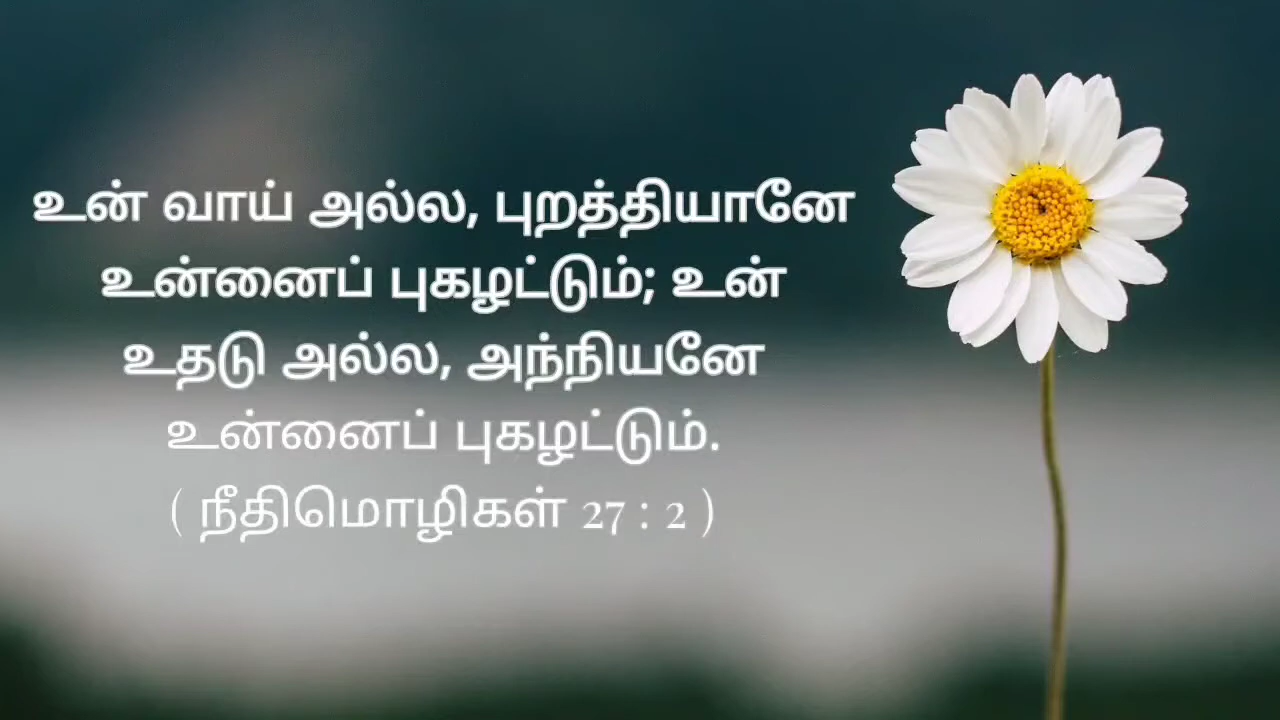 உன் வாய் அல்ல, புறத்தியானே
உன்னைப் புகழட்டும்; உன்
உதடு அல்ல, அந்நியனே
உன்னைப் புகழட்டும்.
( நீதிமொழிகள் 27 : 2 )